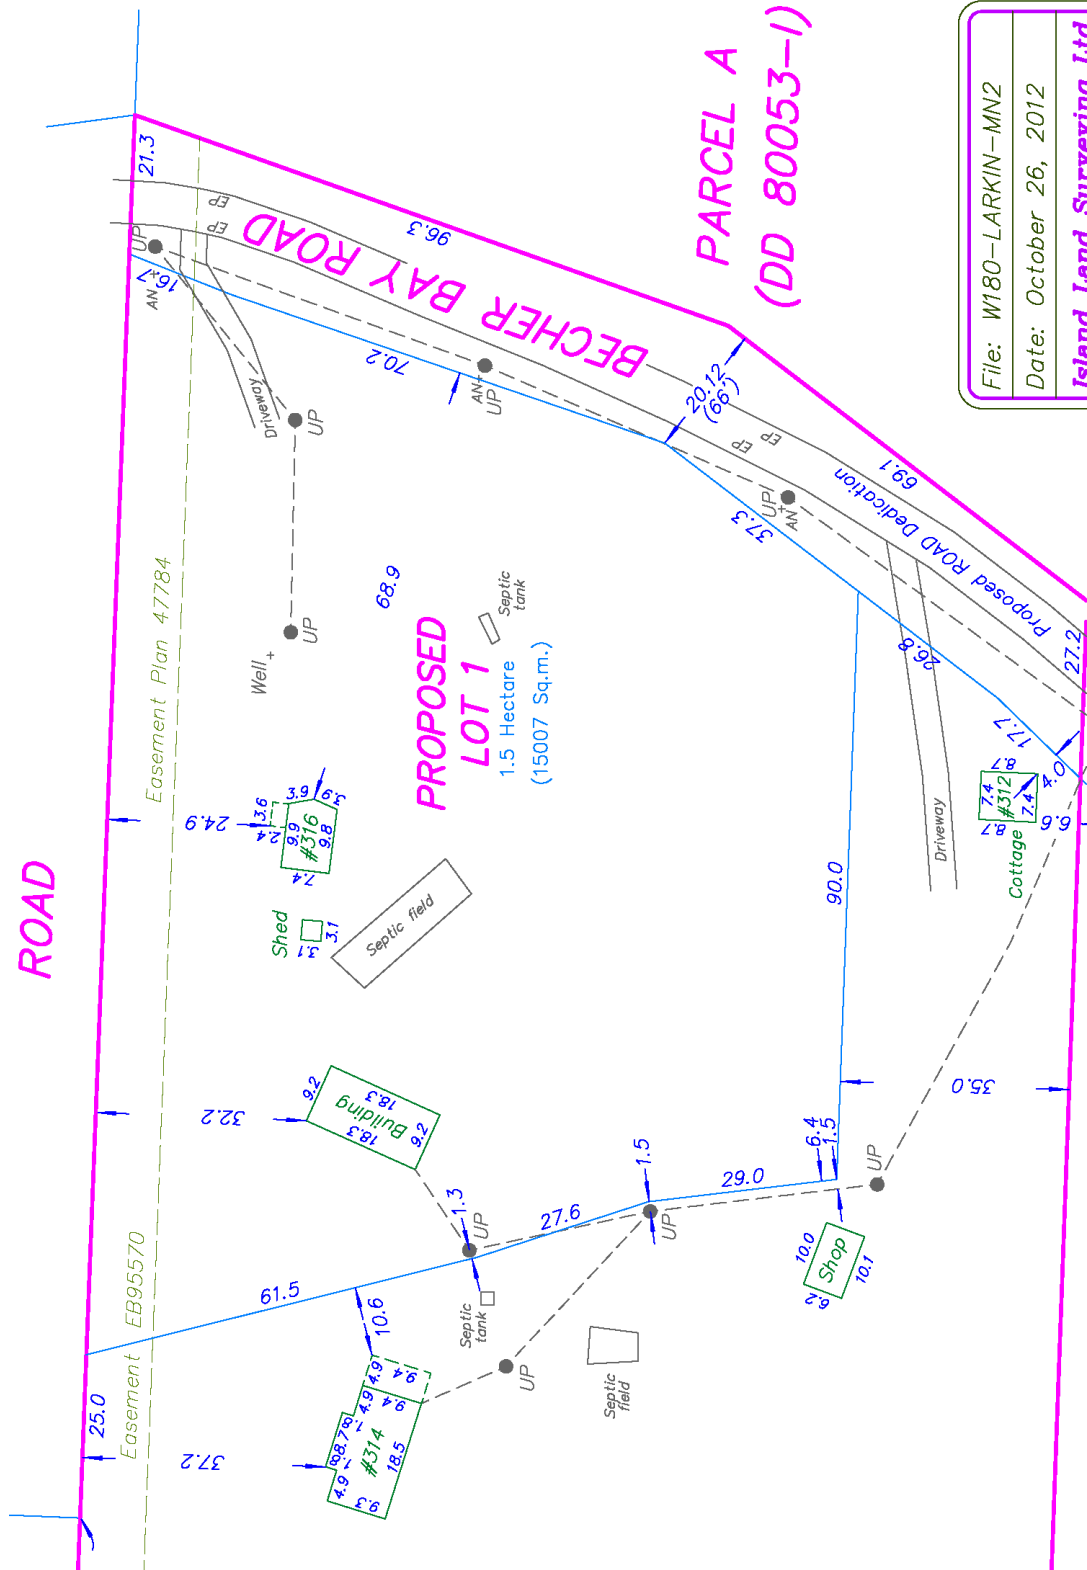 ROAD
21.3
EP
EP
UP
AN
16.7
BECHER BAY ROAD
96.3
PARCEL A
(DD 80053-I)
File: W180-LARKIN-MN2
Date: October 26, 2012
Island Land Surveying Ltd
Easement Plan 47784
Driveway
UP
70.2
AN
UP
20.12
(66')
EP
EP
UP
Well
68.9
PROPOSED
LOT 1
1.5 Hectare
(15007 Sq.m.)
Septic
tank
37.3
UP
AN
Proposed ROAD Dedication
69.1
26.8
27.2
17.7
24.9
3.6
2.4
9.9
#316
9.8
7.4
3.9
3.9
Shed
3.1
3.1
Septic field
90.0
Driveway
7.4
#312
7.4
8.7
8.7
Cottage
4.0
6.6
32.2
9.2
18.3
Building
18.3
9.2
35.0
6.4
1.5
UP
1.3
UP
27.6
1.5
UP
29.0
10.0
Shop
10.1
6.2
Easement EB95570
61.5
10.6
Septic
tank
UP
Septic
field
25.0
37.2
4.9
9.4
4.9
9.4
1.8
8.7
1.8
4.9
#314
18.5
9.3